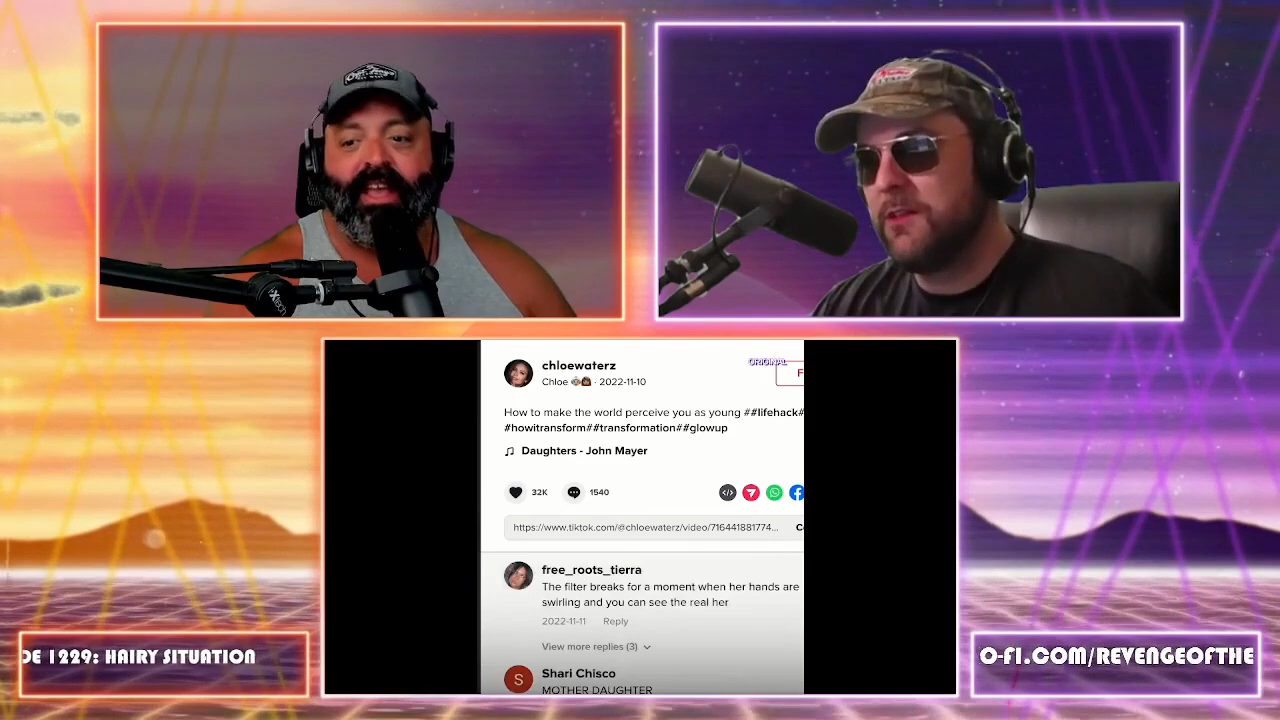 chloewaterz
ORIGINAL
Chloe · 2022-11-10
F
How to make the world perceive you as young ##lifehack#
#howitransform##transformation##glowup
Daughters - John Mayer
32K
1540
https://www.tiktok.com/@chloewaterz/video/716441881774...
free_roots_tierra
The filter breaks for a moment when her hands are
swirling and you can see the real her
2022-11-11 Reply
View more replies (3)
S
Shari Chisco
MOTHER DAUGHTER
DE 1229: HAIRY SITUATION
O-FI.COM/REVENGEOFTHE